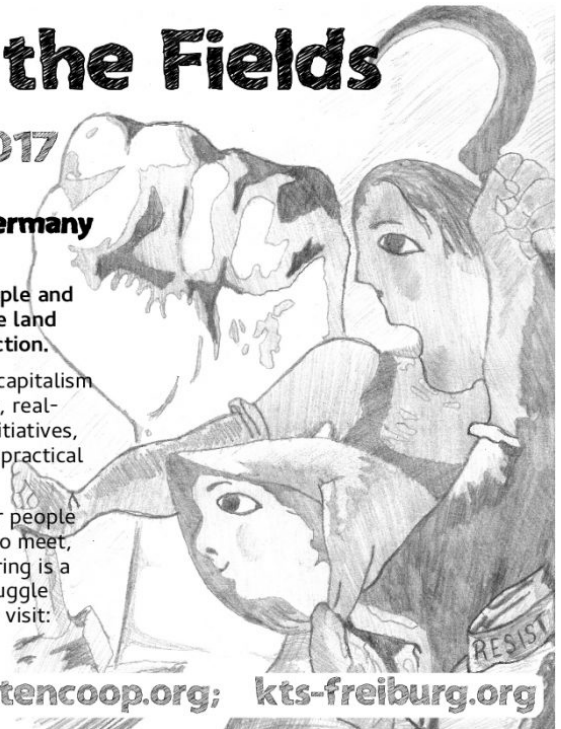 the Fields
017
ermany
ple and
e land
ction.
capitalism
, real-
itiatives,
practical
r people
o meet,
ring is a
uggle
visit:
RESIST
tencoop.org; kts-freiburg.org